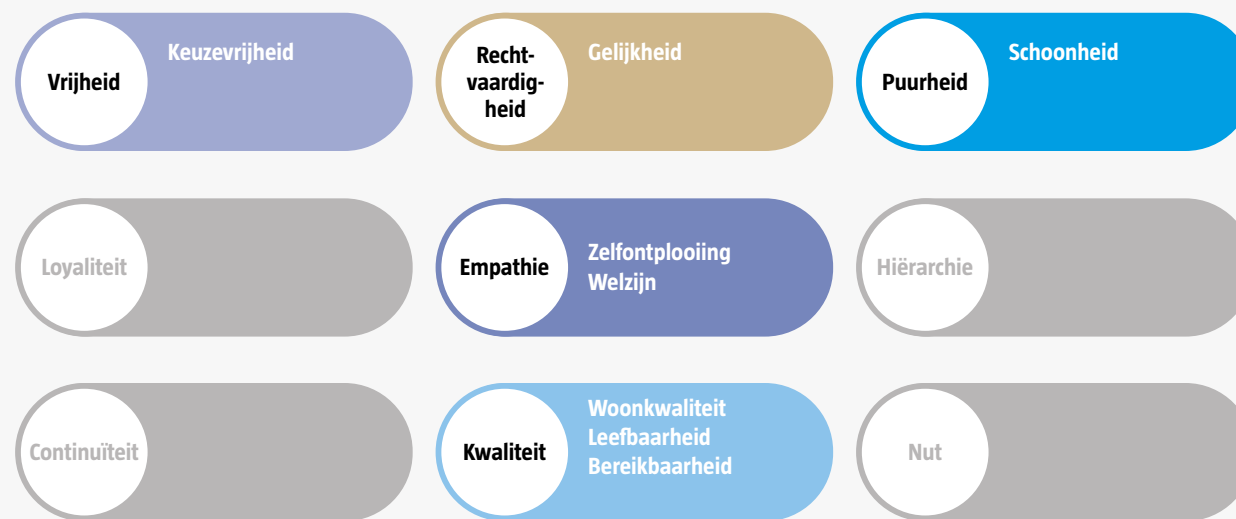 Vrijheid
Keuzevrijheid
Recht-
vaardig-
heid
Gelijkheid
Puurheid
Schoonheid
Loyaliteit
Empathie
Zelfontplooiing
Welzijn
Hiërarchie
Continuïteit
Kwaliteit
Woonkwaliteit
Leefbaarheid
Bereikbaarheid
Nut